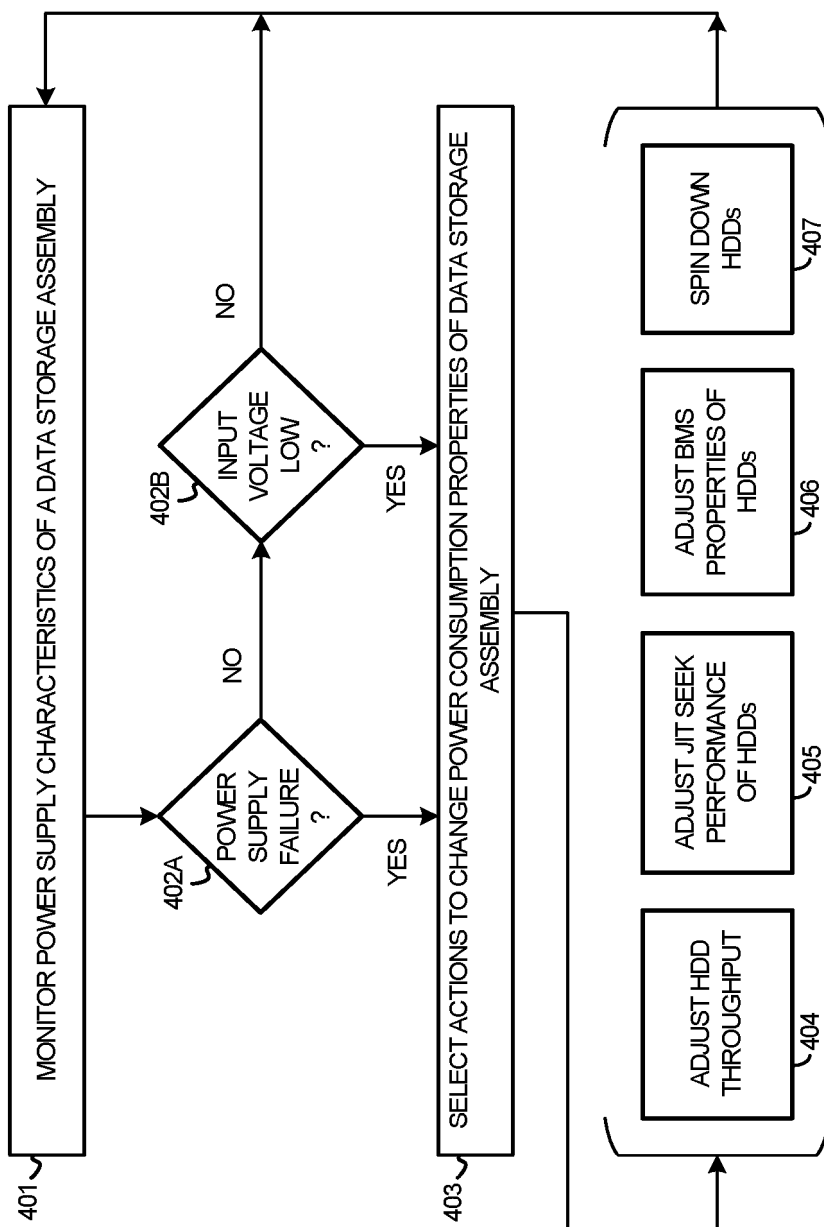 401
MONITOR POWER SUPPLY CHARACTERISTICS OF A DATA STORAGE ASSEMBLY
402A
POWER
SUPPLY
FAILURE
?
NO
YES
402B
INPUT
VOLTAGE
LOW
?
NO
YES
403
SELECT ACTIONS TO CHANGE POWER CONSUMPTION PROPERTIES OF DATA STORAGE
ASSEMBLY
ADJUST HDD
THROUGHPUT
404
ADJUST JIT SEEK
PERFORMANCE
OF HDDs
405
ADJUST BMS
PROPERTIES OF
HDDs
406
SPIN DOWN
HDDs
407